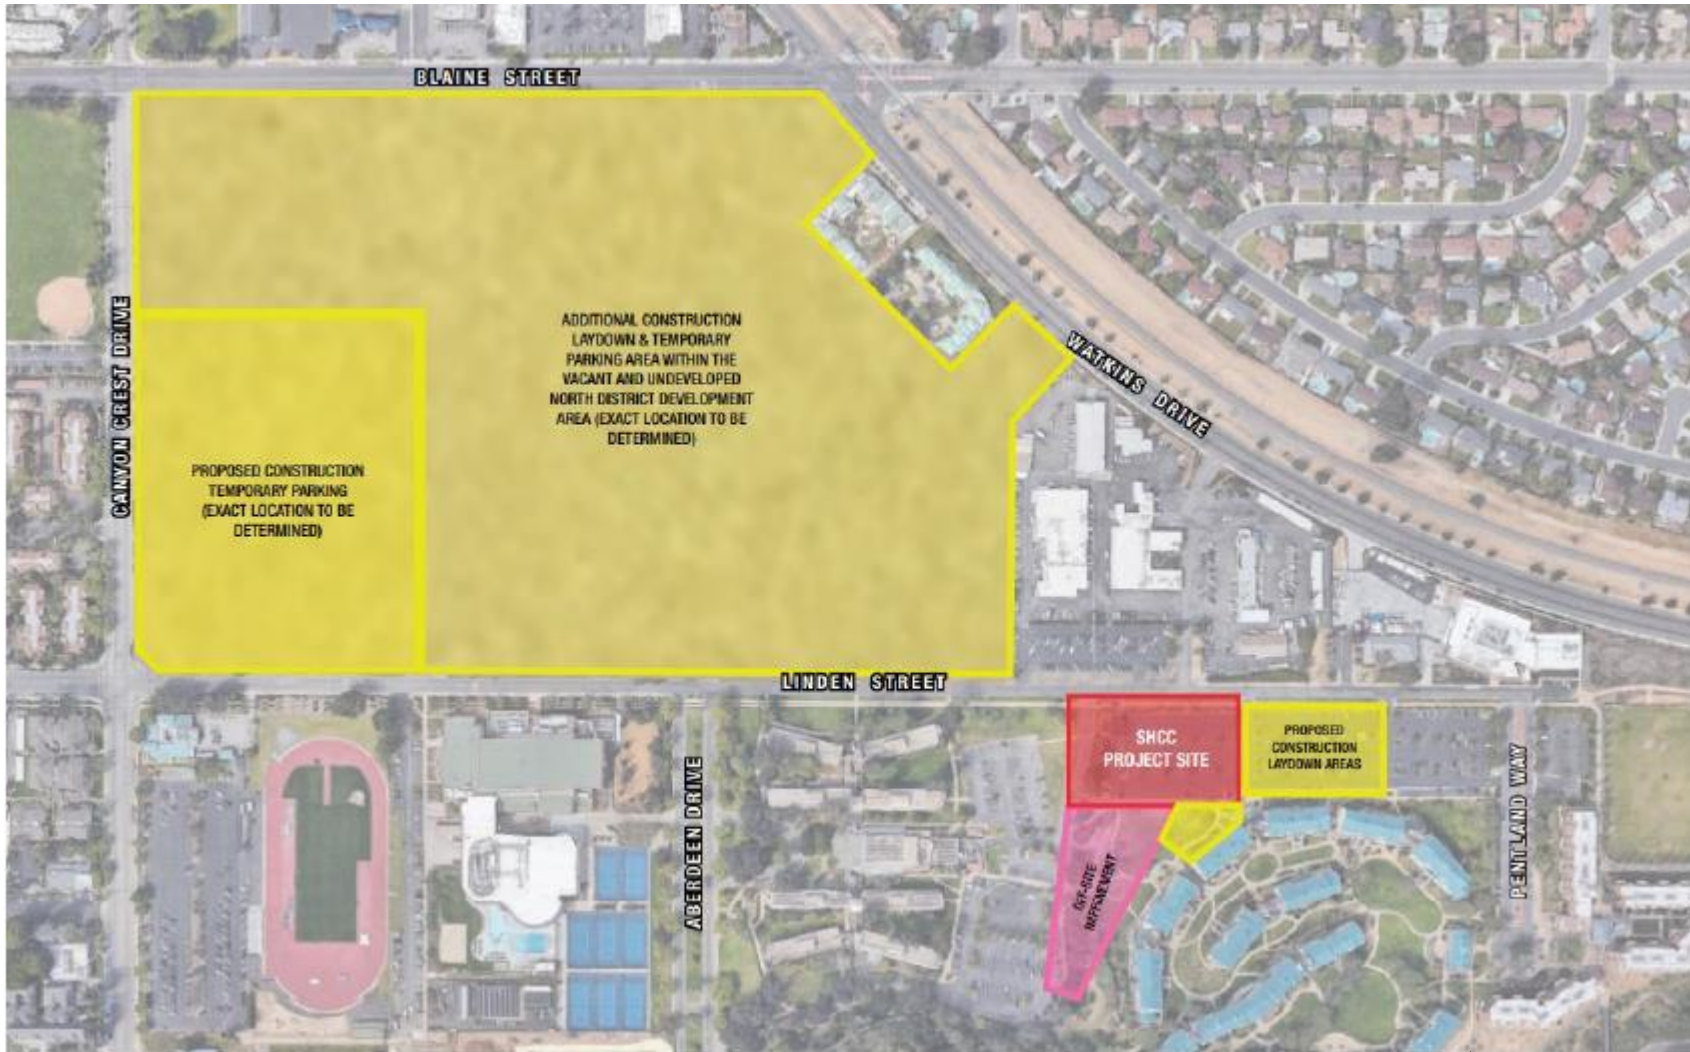 BLAINE STREET
CANYON CREST DRIVE
ADDITIONAL CONSTRUCTION
LAYDOWN & TEMPORARY
PARKING AREA WITHIN THE
VACANT AND UNDEVELOPED
NORTH DISTRICT DEVELOPMENT
AREA (EXACT LOCATION TO BE
DETERMINED)
WATKINS DRIVE
PROPOSED CONSTRUCTION
TEMPORARY PARKING
(EXACT LOCATION TO BE
DETERMINED)
LINDEN STREET
SHCC
PROJECT SITE
PROPOSED
CONSTRUCTION
LAYDOWN AREAS
ABERDEEN DRIVE
OFF-SITE
IMPROVEMENT
PENTLAND WAY